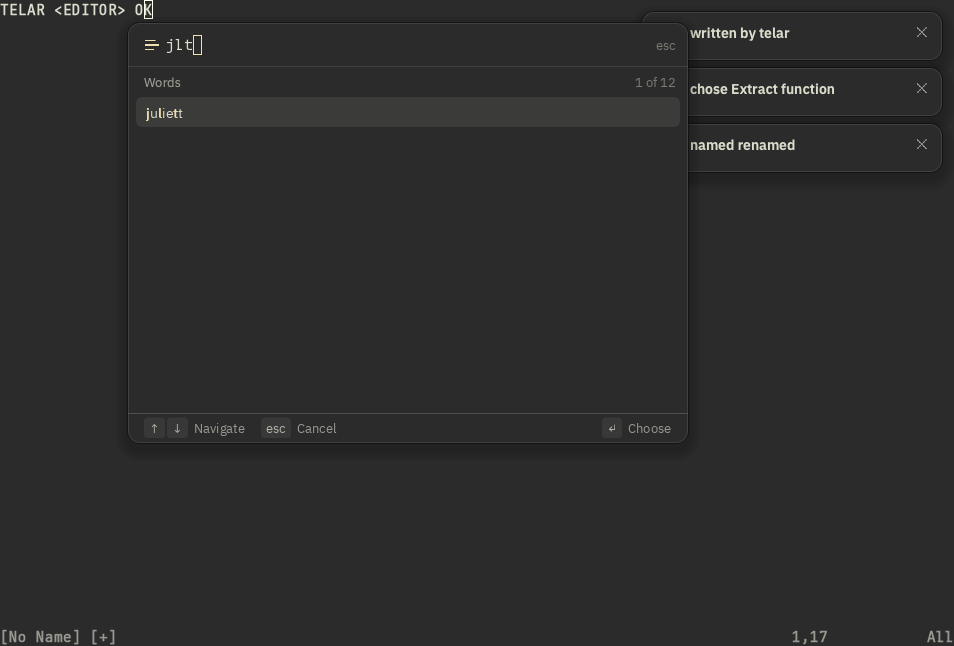 TELAR <EDITOR> OK
jlt
esc
Words
1 of 12
juliett
↑ ↓ Navigate esc Cancel
↵ Choose
written by telar
chose Extract function
named renamed
[No Name] [+]
1,17
All